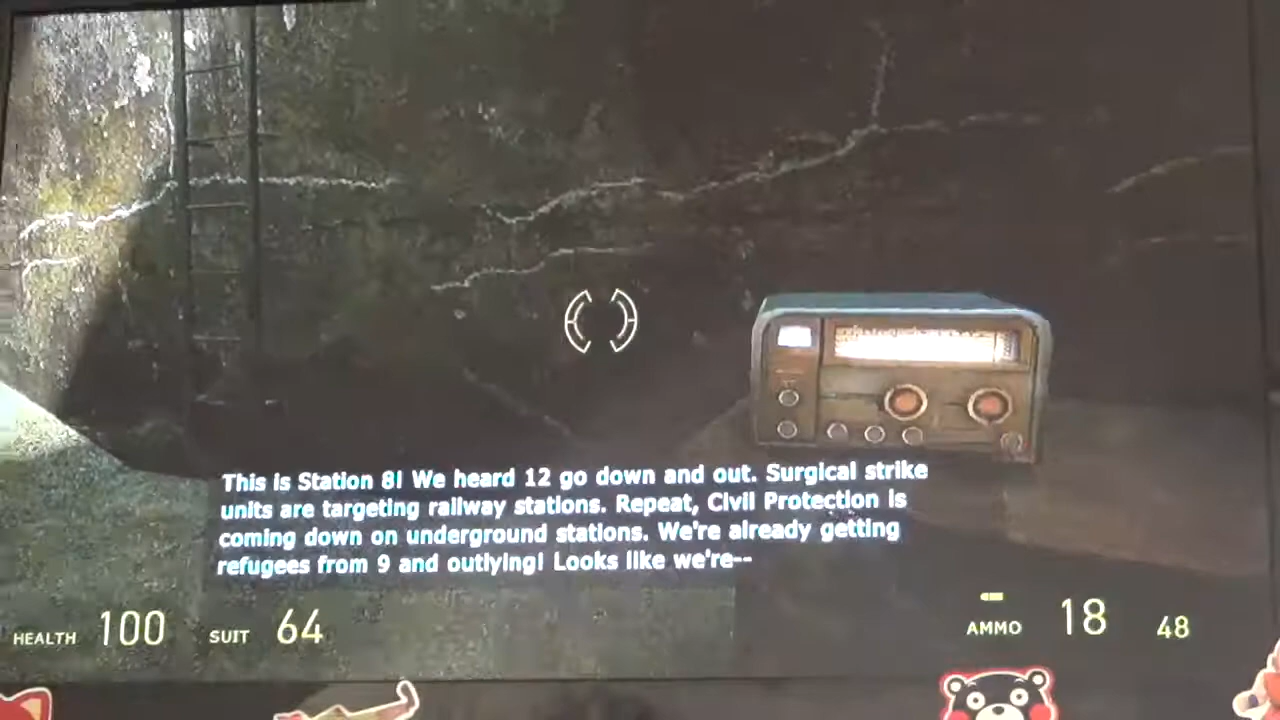 This is Station 8! We heard 12 go down and out. Surgical strike
units are targeting railway stations. Repeat, Civil Protection is
coming down on underground stations. We're already getting
refugees from 9 and outlying! Looks like we're--
HEALTH 100 SUIT 64 AMMO 18 48